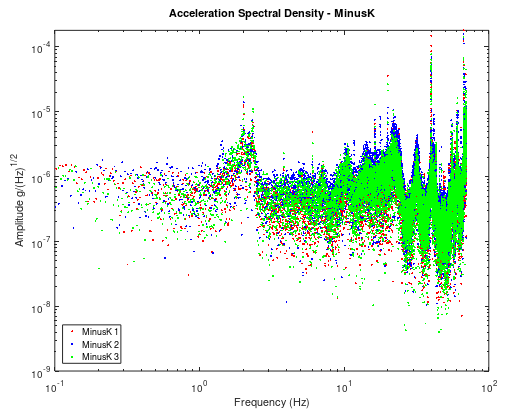 Acceleration Spectral Density - MinusK
Amplitude g/(Hz)^1/2
10^-4
10^-5
10^-6
10^-7
10^-8
10^-9
MinusK 1
MinusK 2
MinusK 3
10^-1
10^0
10^1
10^2
Frequency (Hz)